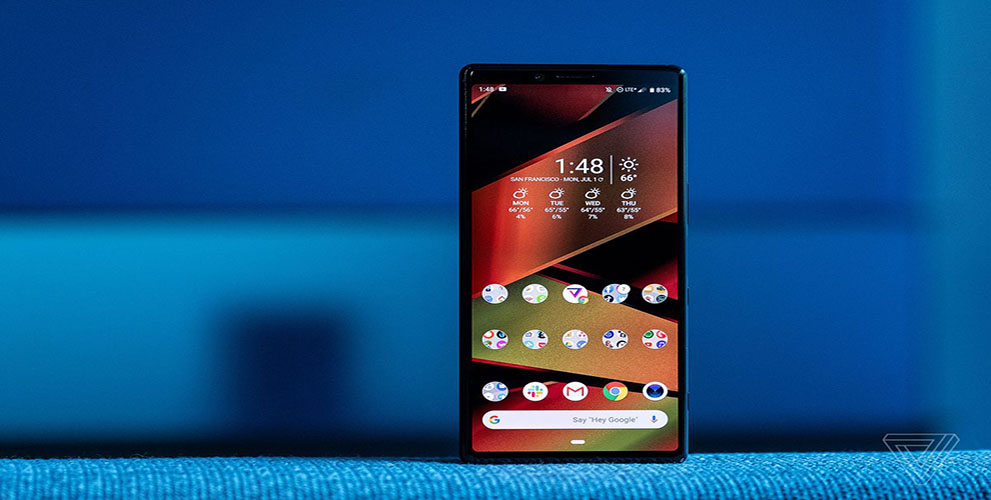 1:48
LTE+ 83%
1:48
66°
SAN FRANCISCO - MON, JUL 1
MON TUE WED THU
66°/56° 65°/55° 64°/55° 63°/55°
4% 6% 7% 8%
Say "Hey Google"